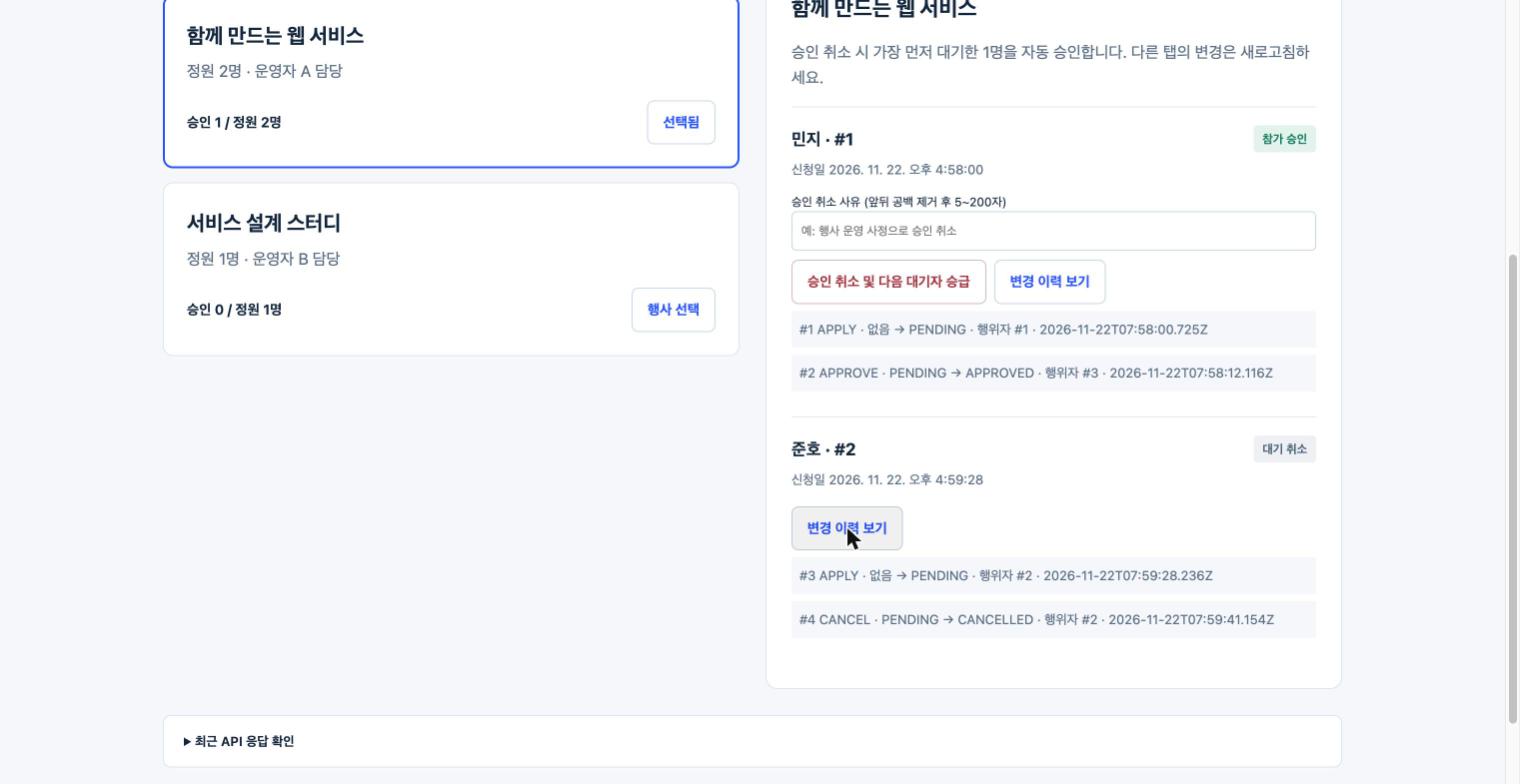 함께 만드는 웹 서비스
정원 2명 · 운영자 A 담당
승인 1 / 정원 2명
선택됨
서비스 설계 스터디
정원 1명 · 운영자 B 담당
승인 0 / 정원 1명
행사 선택
함께 만드는 웹 서비스
승인 취소 시 가장 먼저 대기한 1명을 자동 승인합니다. 다른 탭의 변경은 새로고침하
세요.
민지 · #1
참가 승인
신청일 2026. 11. 22. 오후 4:58:00
승인 취소 사유 (앞뒤 공백 제거 후 5~200자)
예: 행사 운영 사정으로 승인 취소
승인 취소 및 다음 대기자 승급
변경 이력 보기
#1 APPLY · 없음 → PENDING · 행위자 #1 · 2026-11-22T07:58:00.725Z
#2 APPROVE · PENDING → APPROVED · 행위자 #3 · 2026-11-22T07:58:12.116Z
준호 · #2
대기 취소
신청일 2026. 11. 22. 오후 4:59:28
변경 이력 보기
#3 APPLY · 없음 → PENDING · 행위자 #2 · 2026-11-22T07:59:28.236Z
#4 CANCEL · PENDING → CANCELLED · 행위자 #2 · 2026-11-22T07:59:41.154Z
▶ 최근 API 응답 확인